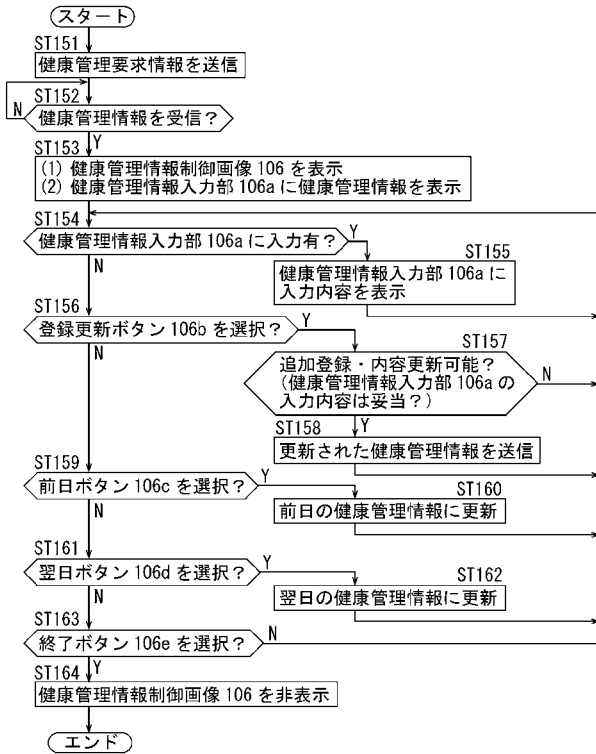 スタート
ST151
健康管理要求情報を送信
ST152
N
健康管理情報を受信？
Y
ST153
(1) 健康管理情報制御画像 106 を表示
(2) 健康管理情報入力部 106a に健康管理情報を表示
ST154
健康管理情報入力部 106a に入力有？
Y
N
ST155
健康管理情報入力部 106a に
入力内容を表示
ST156
登録更新ボタン 106b を選択？
Y
N
ST157
追加登録・内容更新可能？
(健康管理情報入力部 106a の
入力内容は妥当？)
N
Y
ST158
更新された健康管理情報を送信
ST159
前日ボタン 106c を選択？
Y
N
ST160
前日の健康管理情報に更新
ST161
翌日ボタン 106d を選択？
Y
N
ST162
翌日の健康管理情報に更新
ST163
終了ボタン 106e を選択？
N
Y
ST164
健康管理情報制御画像 106 を非表示
エンド